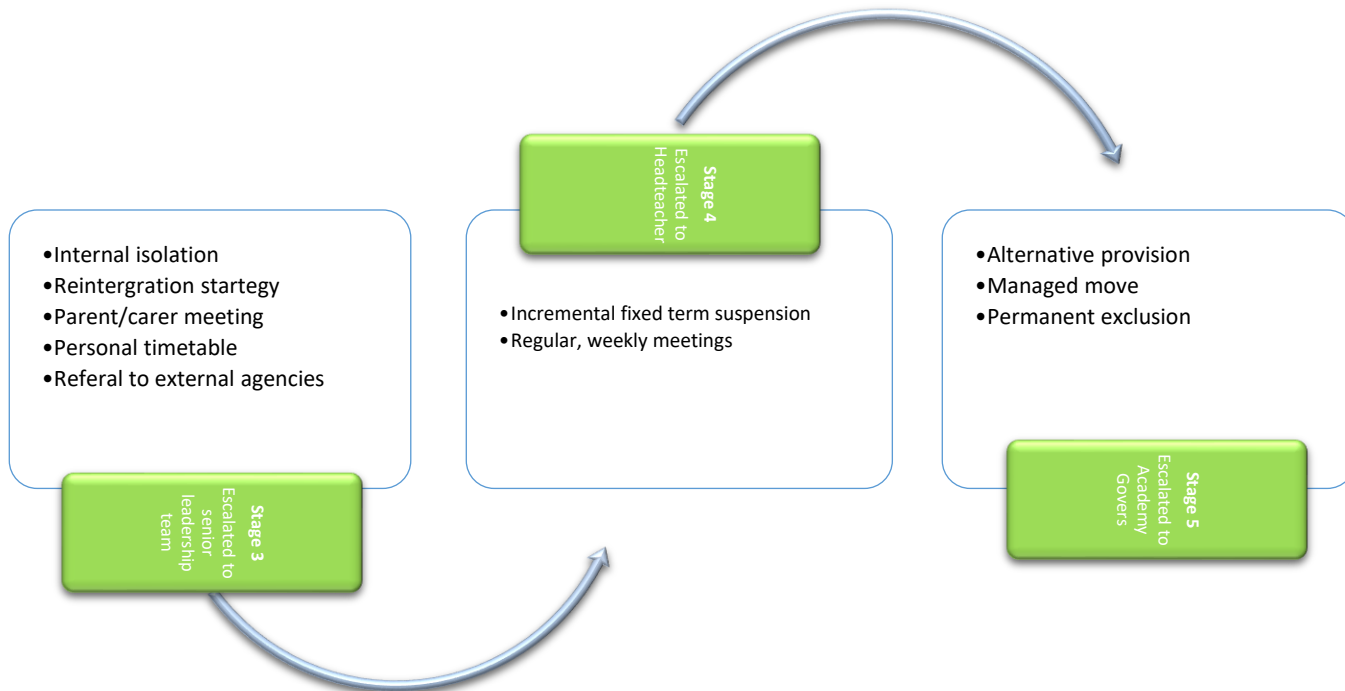 •Internal isolation
•Reintergration startegy
•Parent/carer meeting
•Personal timetable
•Referal to external agencies
Stage 3
Escalated to
senior
leadership
team
Stage 4
Escalated to
Headteacher
•Incremental fixed term suspension
•Regular, weekly meetings
•Alternative provision
•Managed move
•Permanent exclusion
Stage 5
Escalated to
Academy
Govers